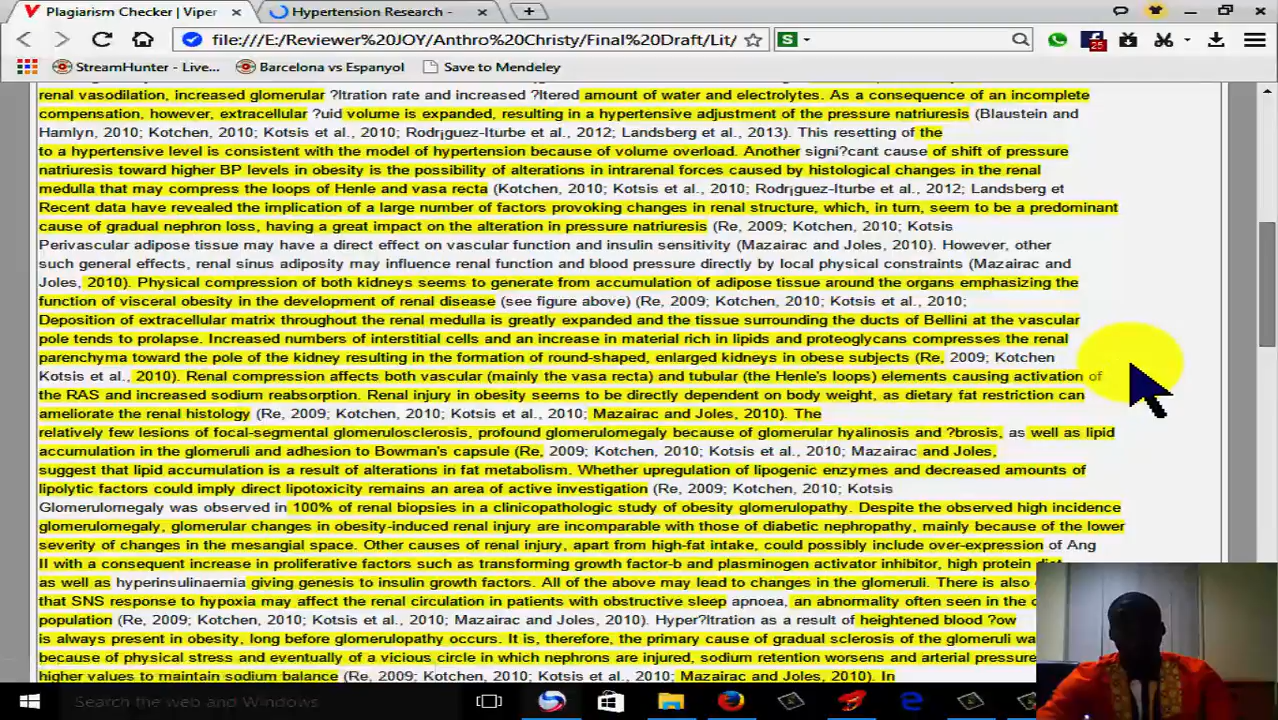 Plagiarism Checker | Viper
Hypertension Research -
file:///E:/Reviewer%20JOY/Anthro%20Christy/Final%20Draft/Lit/
S
25
StreamHunter - Live...
Barcelona vs Espanyol
Save to Mendeley
renal vasodilation, increased glomerular ?ltration rate and increased ?ltered amount of water and electrolytes. As a consequence of an incomplete
compensation, however, extracellular ?uid volume is expanded, resulting in a hypertensive adjustment of the pressure natriuresis (Blaustein and
Hamlyn, 2010; Kotchen, 2010; Kotsis et al., 2010; Rodr¡guez-Iturbe et al., 2012; Landsberg et al., 2013). This resetting of the
to a hypertensive level is consistent with the model of hypertension because of volume overload. Another signi?cant cause of shift of pressure
natriuresis toward higher BP levels in obesity is the possibility of alterations in intrarenal forces caused by histological changes in the renal
medulla that may compress the loops of Henle and vasa recta (Kotchen, 2010; Kotsis et al., 2010; Rodr¡guez-Iturbe et al., 2012; Landsberg et
Recent data have revealed the implication of a large number of factors provoking changes in renal structure, which, in turn, seem to be a predominant
cause of gradual nephron loss, having a great impact on the alteration in pressure natriuresis (Re, 2009; Kotchen, 2010; Kotsis
Perivascular adipose tissue may have a direct effect on vascular function and insulin sensitivity (Mazairac and Joles, 2010). However, other
such general effects, renal sinus adiposity may influence renal function and blood pressure directly by local physical constraints (Mazairac and
Joles, 2010). Physical compression of both kidneys seems to generate from accumulation of adipose tissue around the organs emphasizing the
function of visceral obesity in the development of renal disease (see figure above) (Re, 2009; Kotchen, 2010; Kotsis et al., 2010;
Deposition of extracellular matrix throughout the renal medulla is greatly expanded and the tissue surrounding the ducts of Bellini at the vascular
pole tends to prolapse. Increased numbers of interstitial cells and an increase in material rich in lipids and proteoglycans compresses the renal
parenchyma toward the pole of the kidney resulting in the formation of round-shaped, enlarged kidneys in obese subjects (Re, 2009; Kotchen
Kotsis et al., 2010). Renal compression affects both vascular (mainly the vasa recta) and tubular (the Henle's loops) elements causing activation of
the RAS and increased sodium reabsorption. Renal injury in obesity seems to be directly dependent on body weight, as dietary fat restriction can
ameliorate the renal histology (Re, 2009; Kotchen, 2010; Kotsis et al., 2010; Mazairac and Joles, 2010). The
relatively few lesions of focal-segmental glomerulosclerosis, profound glomerulomegaly because of glomerular hyalinosis and ?brosis, as well as lipid
accumulation in the glomeruli and adhesion to Bowman's capsule (Re, 2009; Kotchen, 2010; Kotsis et al., 2010; Mazairac and Joles,
suggest that lipid accumulation is a result of alterations in fat metabolism. Whether upregulation of lipogenic enzymes and decreased amounts of
lipolytic factors could imply direct lipotoxicity remains an area of active investigation (Re, 2009; Kotchen, 2010; Kotsis
Glomerulomegaly was observed in 100% of renal biopsies in a clinicopathologic study of obesity glomerulopathy. Despite the observed high incidence
glomerulomegaly, glomerular changes in obesity-induced renal injury are incomparable with those of diabetic nephropathy, mainly because of the lower
severity of changes in the mesangial space. Other causes of renal injury, apart from high-fat intake, could possibly include over-expression of Ang
II with a consequent increase in proliferative factors such as transforming growth factor-b and plasminogen activator inhibitor, high protein
as well as hyperinsulinaemia giving genesis to insulin growth factors. All of the above may lead to changes in the glomeruli. There is also
that SNS response to hypoxia may affect the renal circulation in patients with obstructive sleep apnoea, an abnormality often seen in the
population (Re, 2009; Kotchen, 2010; Kotsis et al., 2010; Mazairac and Joles, 2010). Hyper?ltration as a result of heightened blood ?ow
is always present in obesity, long before glomerulopathy occurs. It is, therefore, the primary cause of gradual sclerosis of the glomeruli
because of physical stress and eventually of a vicious circle in which nephrons are injured, sodium retention worsens and arterial pressure
higher values to maintain sodium balance (Re, 2009; Kotchen, 2010; Kotsis et al., 2010; Mazairac and Joles, 2010). In
Search the web and Windows